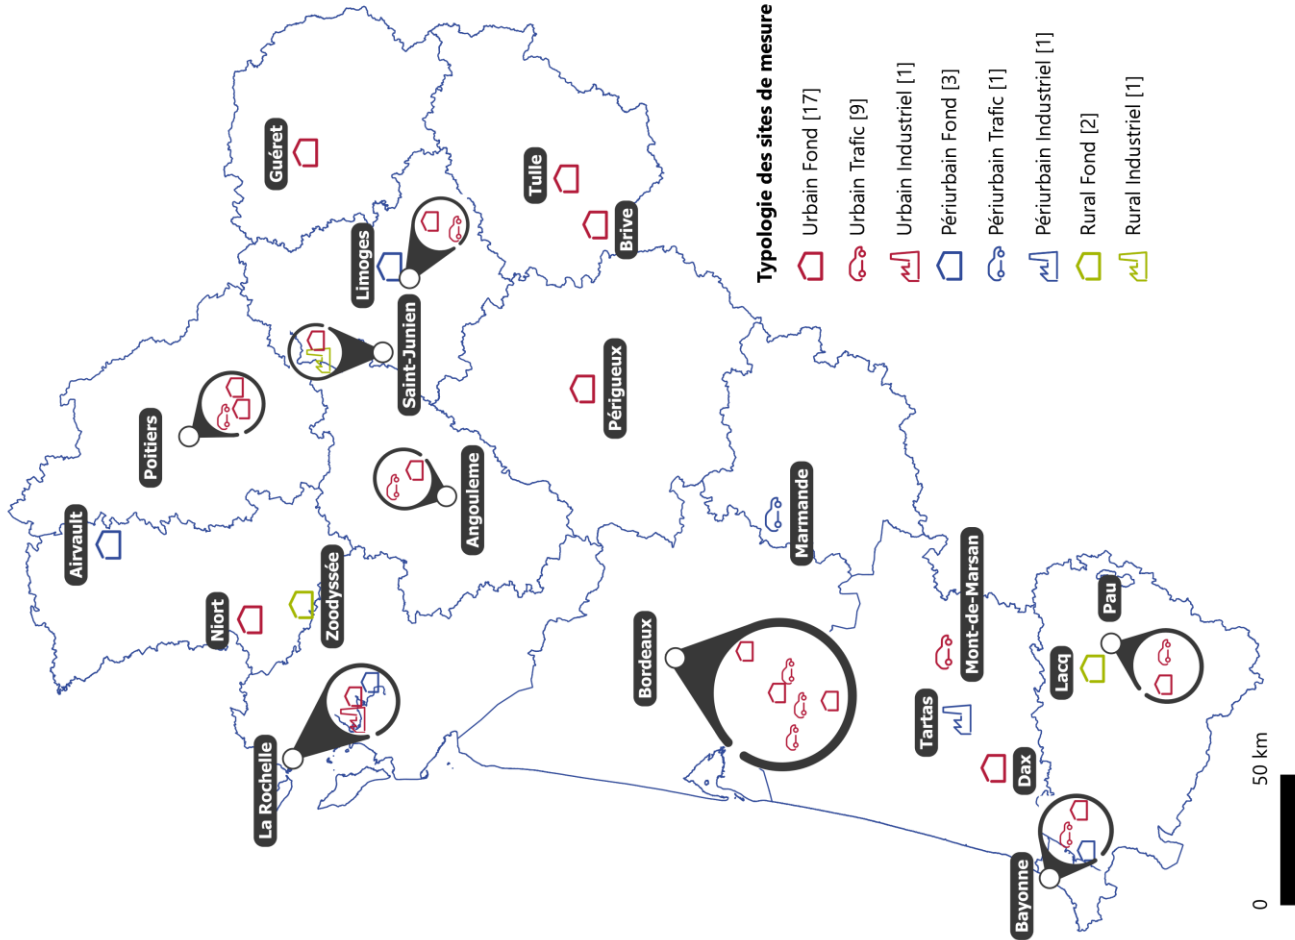 Guéret
Limoges
Tulle
Brive
Saint-Junien
Poitiers
Périgueux
Airvault
Angouleme
Marmande
Niort
Zoodyssée
La Rochelle
Bordeaux
Mont-de-Marsan
Tartas
Dax
Pau
Lacq
Bayonne
Typologie des sites de mesure
Urbain Fond [17]
Urbain Trafic [9]
Urbain Industriel [1]
Périurbain Fond [3]
Périurbain Trafic [1]
Périurbain Industriel [1]
Rural Fond [2]
Rural Industriel [1]
0 50 km